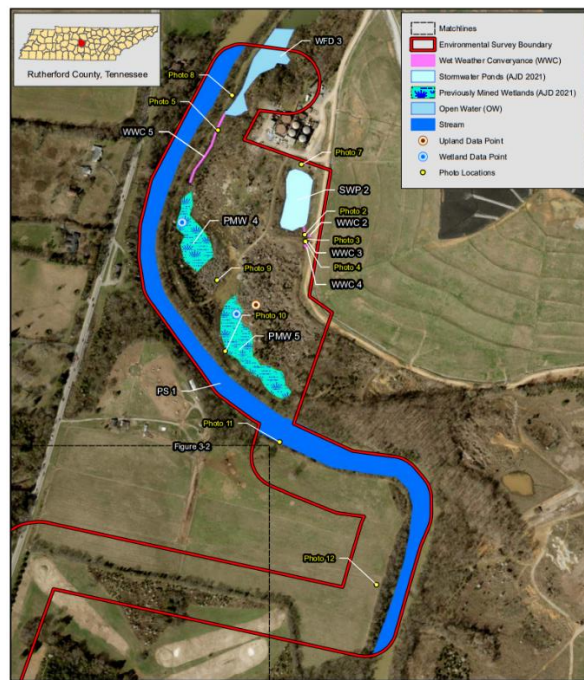 Rutherford County, Tennessee
Matchlines
Environmental Survey Boundary
Wet Weather Converyance (WWC)
Stormwater Ponds (AJD 2021)
Previously Mined Wetlands (AJD 2021)
Open Water (OW)
Stream
Upland Data Point
Wetland Data Point
Photo Locations
WFD 3
Photo 8
Photo 5
WWC 5
Photo 7
SWP 2
Photo 2
WWC 2
Photo 3
WWC 3
Photo 4
WWC 4
PMW 4
Photo 9
Photo 10
PMW 5
PS 1
Photo 11
Figure 3-2
Photo 12